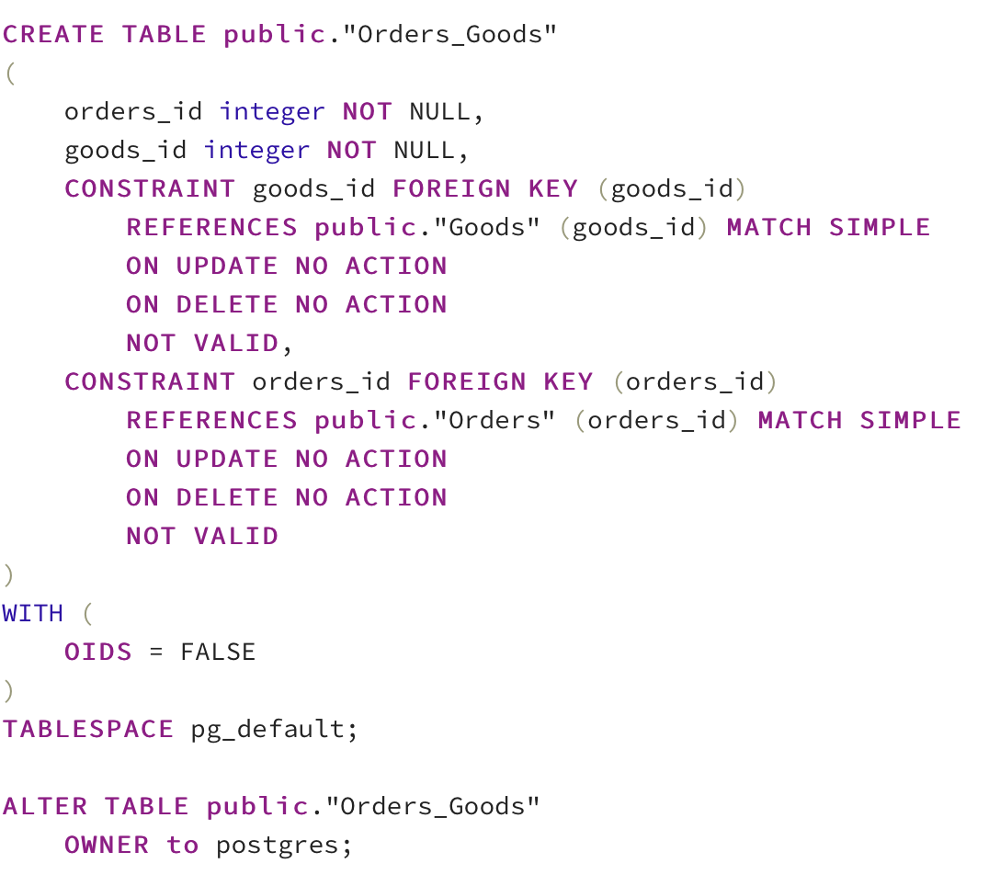 CREATE TABLE public."Orders_Goods"
(
    orders_id integer NOT NULL,
    goods_id integer NOT NULL,
    CONSTRAINT goods_id FOREIGN KEY (goods_id)
        REFERENCES public."Goods" (goods_id) MATCH SIMPLE
        ON UPDATE NO ACTION
        ON DELETE NO ACTION
        NOT VALID,
    CONSTRAINT orders_id FOREIGN KEY (orders_id)
        REFERENCES public."Orders" (orders_id) MATCH SIMPLE
        ON UPDATE NO ACTION
        ON DELETE NO ACTION
        NOT VALID
)
WITH (
    OIDS = FALSE
)
TABLESPACE pg_default;

ALTER TABLE public."Orders_Goods"
    OWNER to postgres;